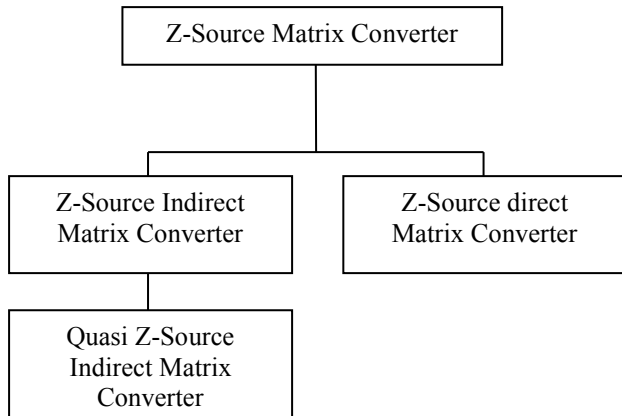 Z-Source Matrix Converter
Z-Source Indirect
Matrix Converter
Z-Source direct
Matrix Converter
Quasi Z-Source
Indirect Matrix
Converter